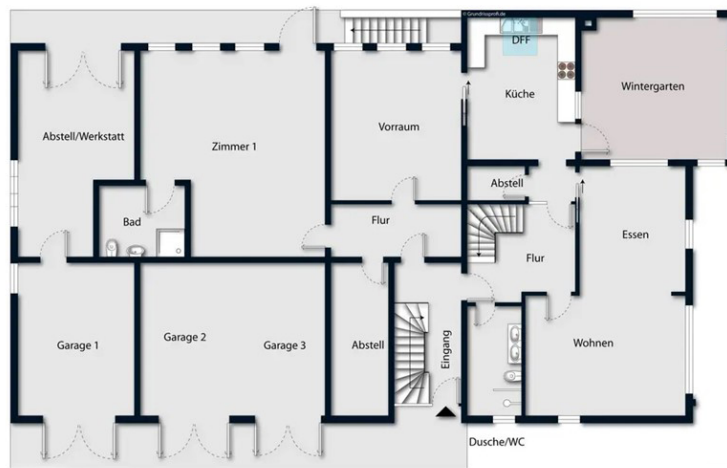 © Grundrissprofi.de
DFF
Küche
Wintergarten
Abstell/Werkstatt
Zimmer 1
Vorraum
Abstell
Bad
Flur
Flur
Essen
Garage 1
Garage 2
Garage 3
Abstell
Eingang
Wohnen
Dusche/WC